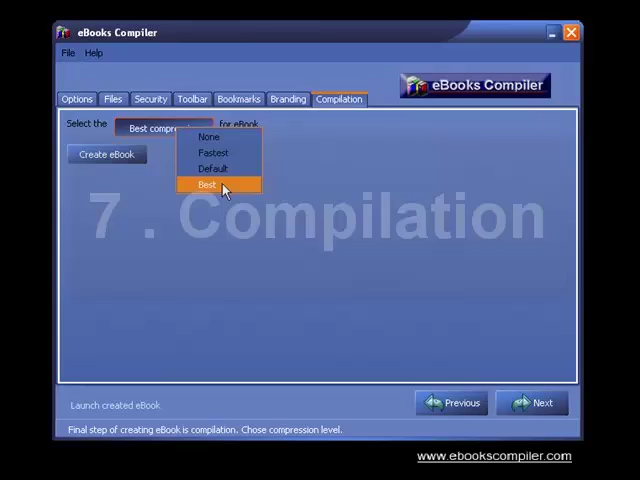 eBooks Compiler
File Help
eBooks Compiler
Options Files Security Toolbar Bookmarks Branding Compilation
Select the Best for eBook
None
Create eBook
Fastest
Default
Best
7 . Compilation
Launch created eBook
Previous Next
Final step of creating eBook is compilation. Chose compression level.
www.ebookscompiler.com